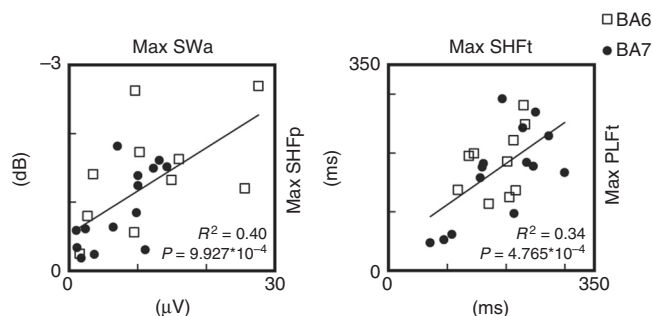 □ BA6
● BA7
Max SWa
Max SHFt
–3
(dB)
0
0
30
(µV)
Max SHFp
R² = 0.40
P = 9.927*10⁻⁴
350
(ms)
0
350
(ms)
Max PLFt
R² = 0.34
P = 4.765*10⁻⁴